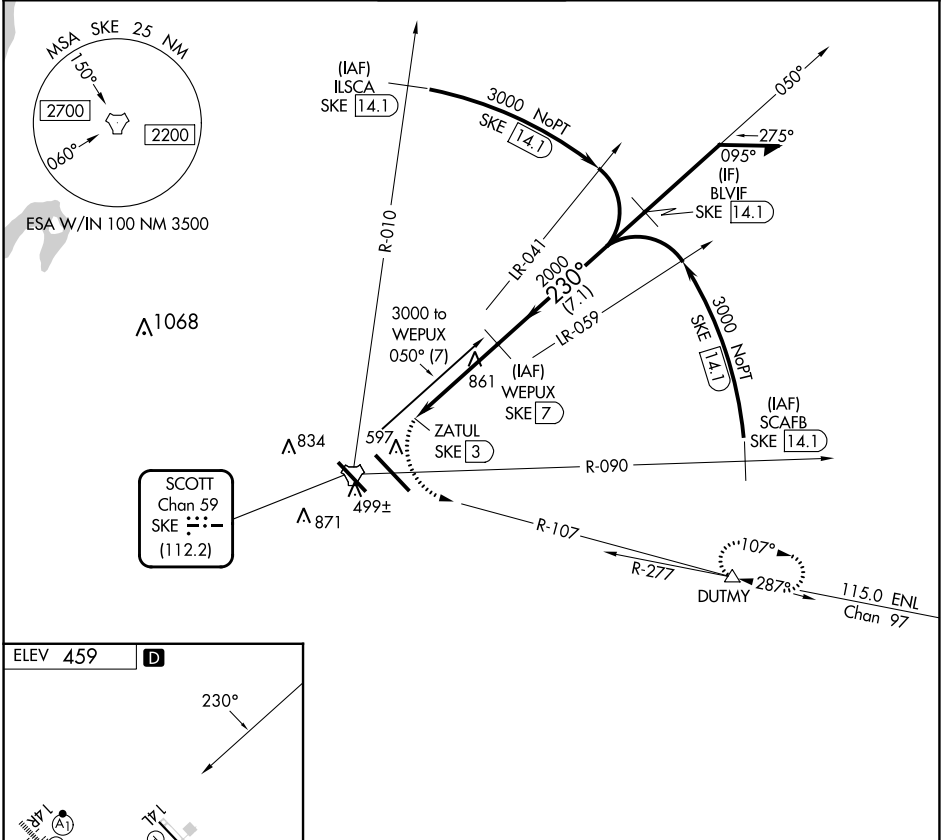 MSA SKE 25 NM
150°
2700
2200
060°
ESA W/IN 100 NM 3500
(IAF)
ILSCA
SKE 14.1
3000 NoPT
SKE 14.1
050°
275°
095°
(IF)
BLVIF
SKE 14.1
R-010
LR-041
2000
230°
(7.1)
LR-059
3000 NoPT
SKE 14.1
1068
3000 to
WEPUX
050° (7)
861
(IAF)
WEPUX
SKE 7
(IAF)
SCAFB
SKE 14.1
834
597
ZATUL
SKE 3
R-090
SCOTT
Chan 59
SKE
(112.2)
871
499±
R-107
R-277
107°
287°
DUTMY
115.0 ENL
Chan 97
ELEV 459
D
230°
14R
A1
14L